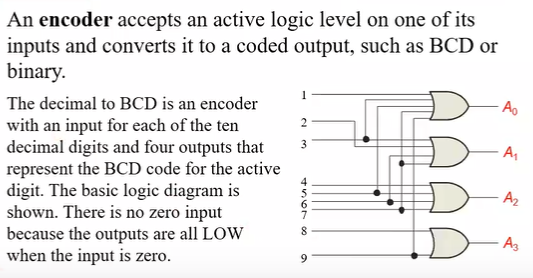 An encoder accepts an active logic level on one of its
inputs and converts it to a coded output, such as BCD or
binary.
The decimal to BCD is an encoder
with an input for each of the ten
decimal digits and four outputs that
represent the BCD code for the active
digit. The basic logic diagram is
shown. There is no zero input
because the outputs are all LOW
when the input is zero.
1
2
3
4
5
6
7
8
9
A0
A1
A2
A3